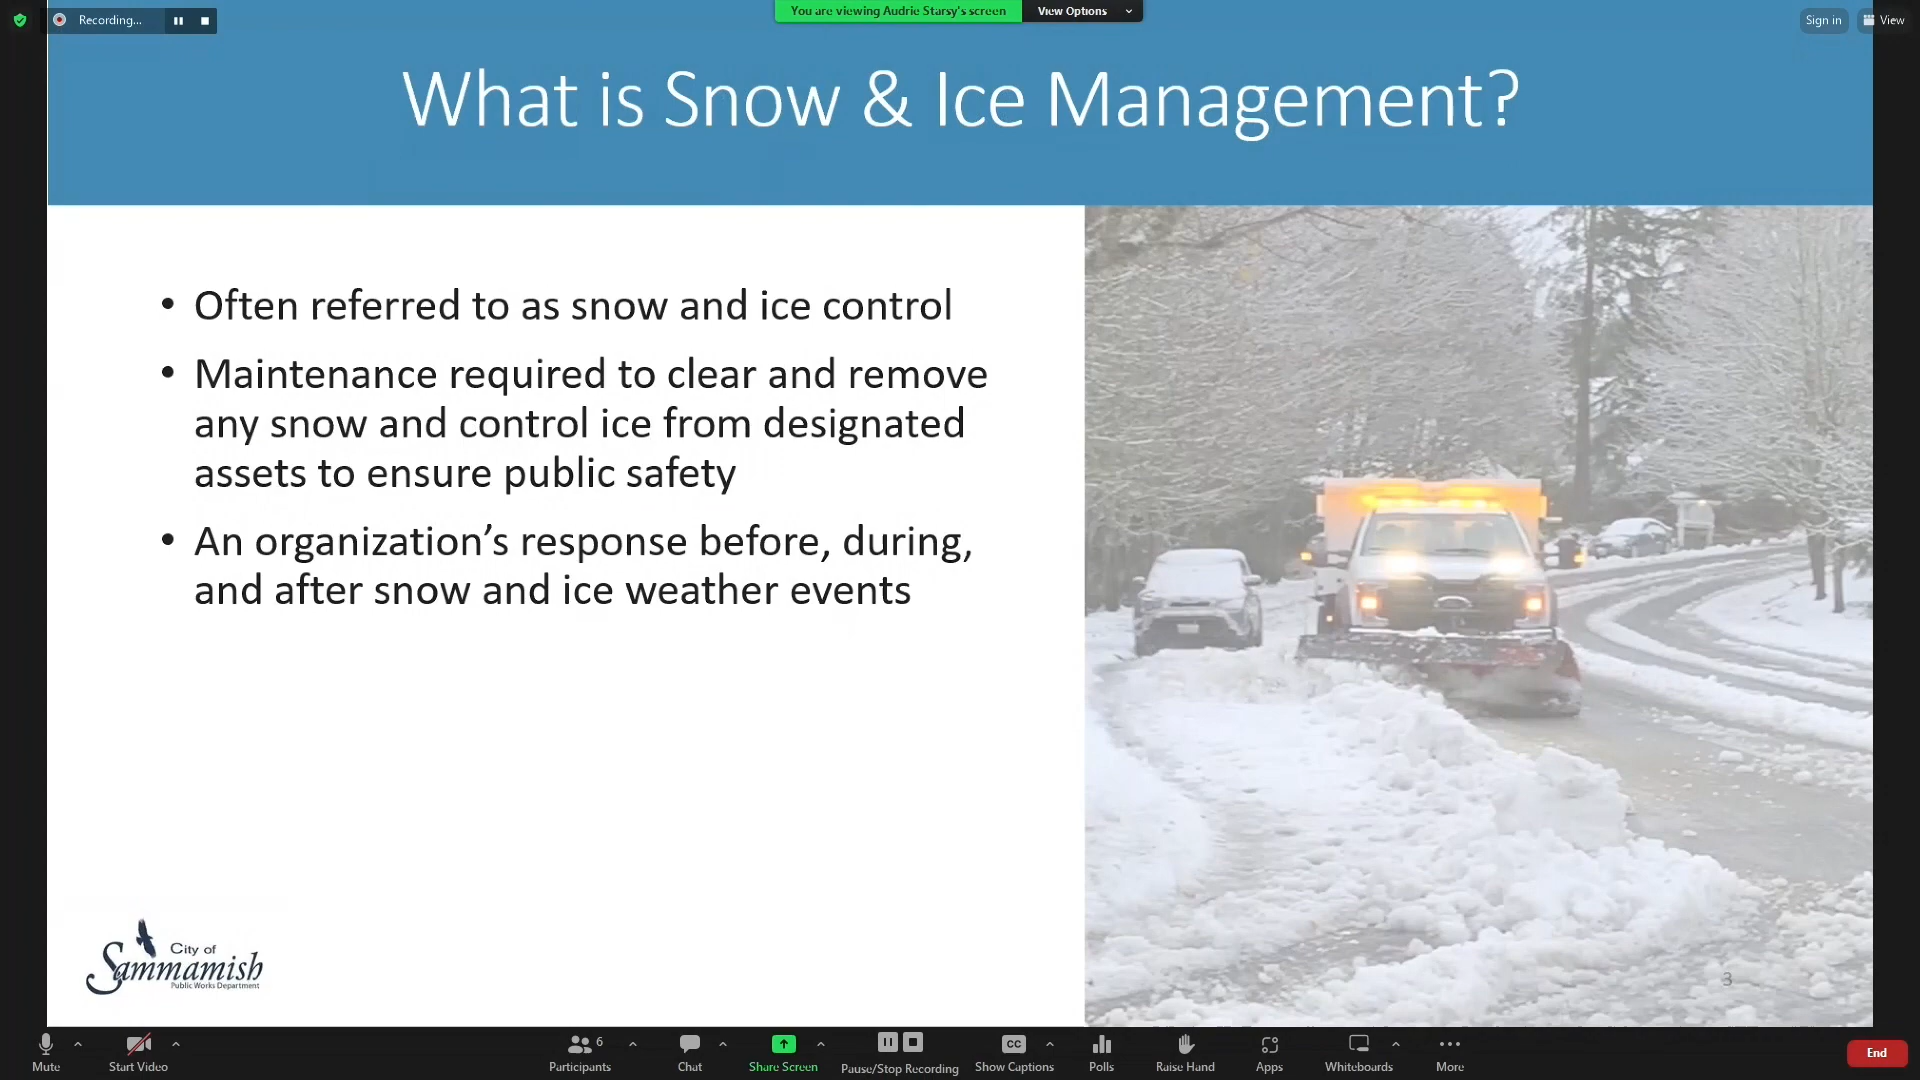 Recording...
You are viewing Audrie Starsy's screen
View Options
Sign in
View
What is Snow & Ice Management?
• Often referred to as snow and ice control
• Maintenance required to clear and remove
any snow and control ice from designated
assets to ensure public safety
• An organization’s response before, during,
and after snow and ice weather events
City of
Sammamish
Public Works Department
3
Mute
Start Video
6
Participants
Chat
Share Screen
Pause/Stop Recording
CC
Show Captions
Polls
Raise Hand
Apps
Whiteboards
More
End